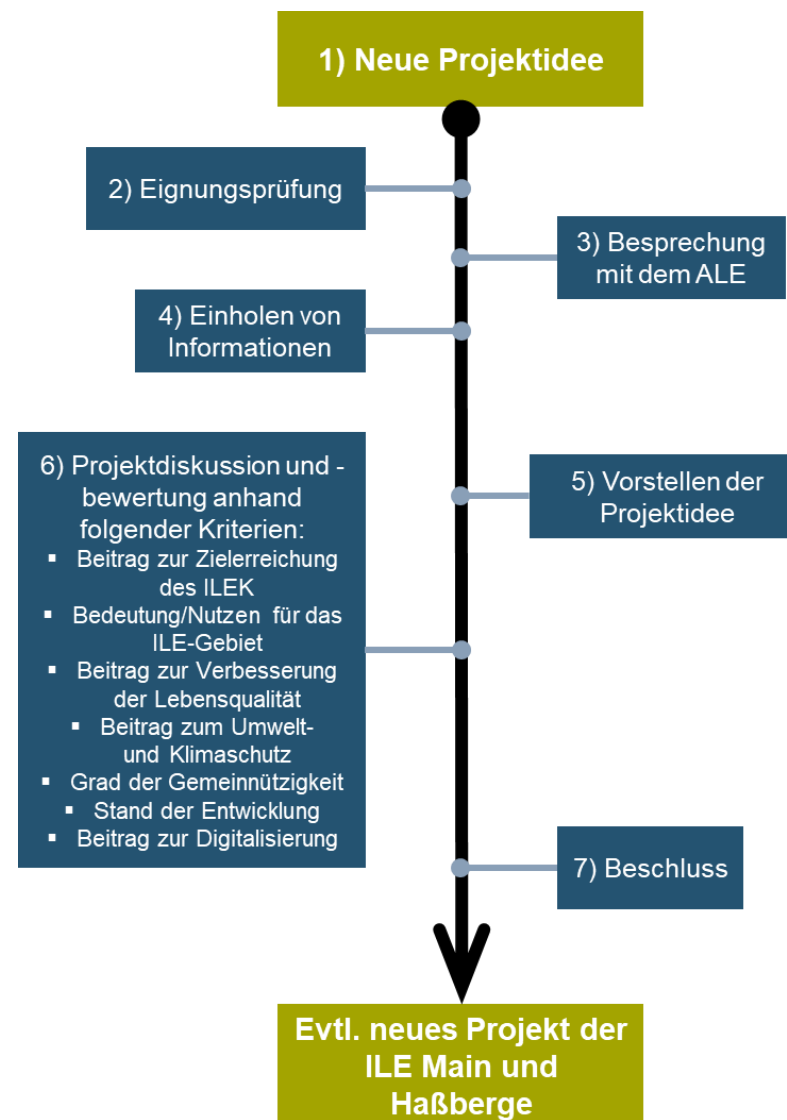 1) Neue Projektidee
2) Eignungsprüfung
3) Besprechung
mit dem ALE
4) Einholen von
Informationen
5) Vorstellen der
Projektidee
6) Projektdiskussion und -
bewertung anhand
folgender Kriterien:
▪ Beitrag zur Zielerreichung
des ILEK
▪ Bedeutung/Nutzen für das
ILE-Gebiet
▪ Beitrag zur Verbesserung
der Lebensqualität
▪ Beitrag zum Umwelt-
und Klimaschutz
▪ Grad der Gemeinnützigkeit
▪ Stand der Entwicklung
▪ Beitrag zur Digitalisierung
7) Beschluss
Evtl. neues Projekt der
ILE Main und
Haßberge